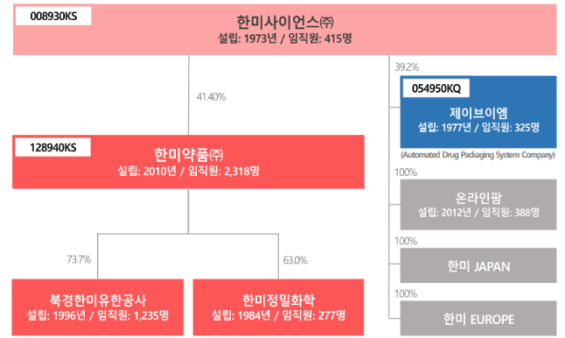 008930KS
한미사이언스㈜
설립: 1973년 / 임직원: 415명
39.2%
054950KQ
제이브이엠
설립: 1977년 / 임직원: 325명
(Automated Drug Packaging System Company)
41.40%
128940KS
한미약품㈜
설립: 2010년 / 임직원: 2,318명
100%
온라인팜
설립: 2012년 / 임직원: 388명
100%
한미 JAPAN
100%
한미 EUROPE
73.7%
북경한미유한공사
설립: 1996년 / 임직원: 1,235명
63.0%
한미정밀화학
설립: 1984년 / 임직원: 277명